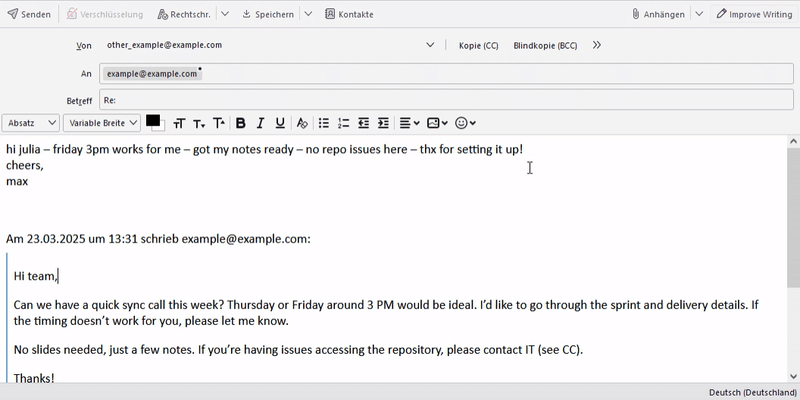 Senden Verschlüsselung Rechtschr. Speichern Kontakte Anhängen Improve Writing
Von other_example@example.com Kopie (CC) Blindkopie (BCC)
An example@example.com
Betreff Re:
Absatz Variable Breite
hi julia – friday 3pm works for me – got my notes ready – no repo issues here – thx for setting it up!
cheers,
max
Am 23.03.2025 um 13:31 schrieb example@example.com:
Hi team,
Can we have a quick sync call this week? Thursday or Friday around 3 PM would be ideal. I’d like to go through the sprint and delivery details. If
the timing doesn’t work for you, please let me know.
No slides needed, just a few notes. If you’re having issues accessing the repository, please contact IT (see CC).
Thanks!
Deutsch (Deutschland)